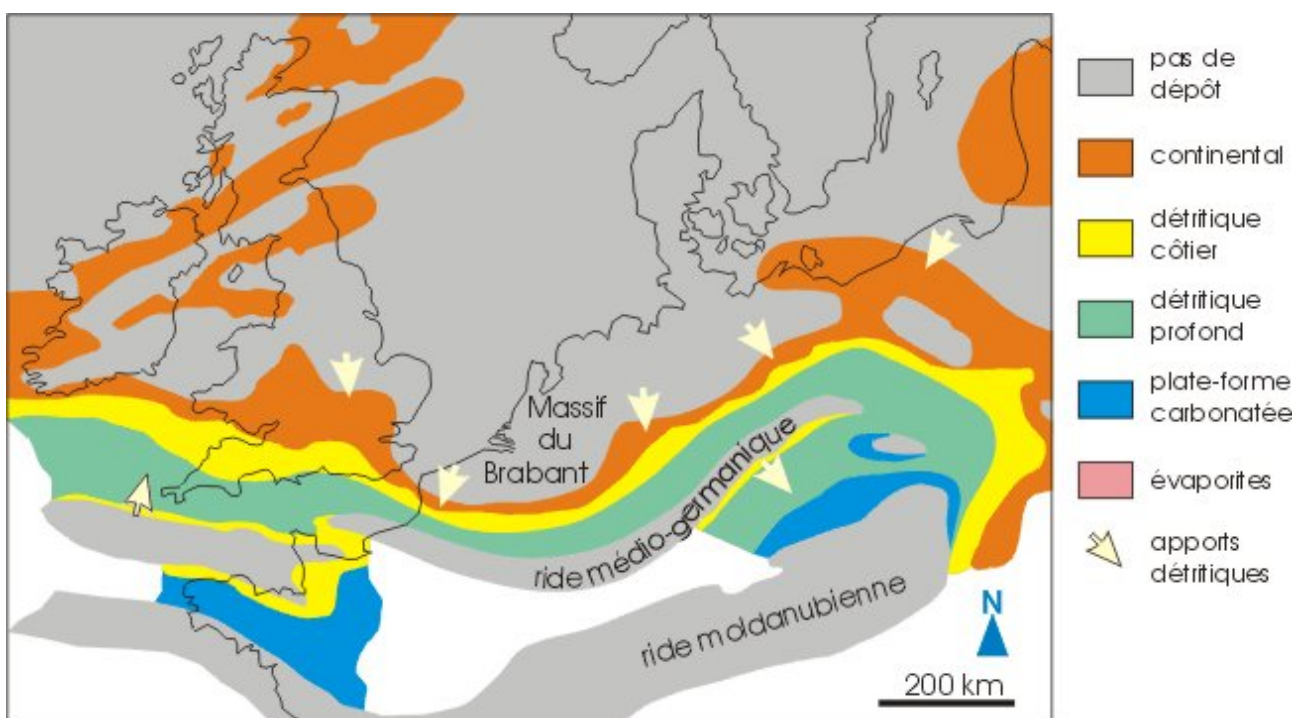 Massif
du
Brabant
ride médio-germanique
ride moldanubienne
N
200 km
pas de
dépôt
continental
détritique
côtier
détritique
profond
plate-forme
carbonatée
évaporites
apports
détritiques